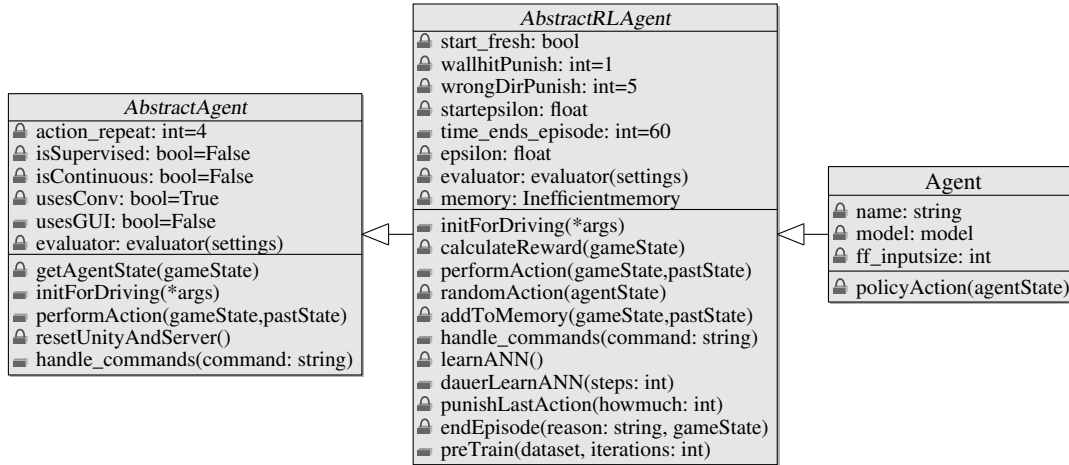 AbstractAgent
action_repeat: int=4
isSupervised: bool=False
isContinuous: bool=False
usesConv: bool=True
usesGUI: bool=False
evaluator: evaluator(settings)
getAgentState(gameState)
initForDriving(*args)
performAction(gameState,pastState)
resetUnityAndServer()
handle_commands(command: string)
AbstractRLAgent
start_fresh: bool
wallhitPunish: int=1
wrongDirPunish: int=5
startepsilon: float
time_ends_episode: int=60
epsilon: float
evaluator: evaluator(settings)
memory: Inefficientmemory
initForDriving(*args)
calculateReward(gameState)
performAction(gameState,pastState)
randomAction(agentState)
addToMemory(gameState,pastState)
handle_commands(command: string)
learnANN()
dauerLearnANN(steps: int)
punishLastAction(howmuch: int)
endEpisode(reason: string, gameState)
preTrain(dataset, iterations: int)
Agent
name: string
model: model
ff_inputsize: int
policyAction(agentState)